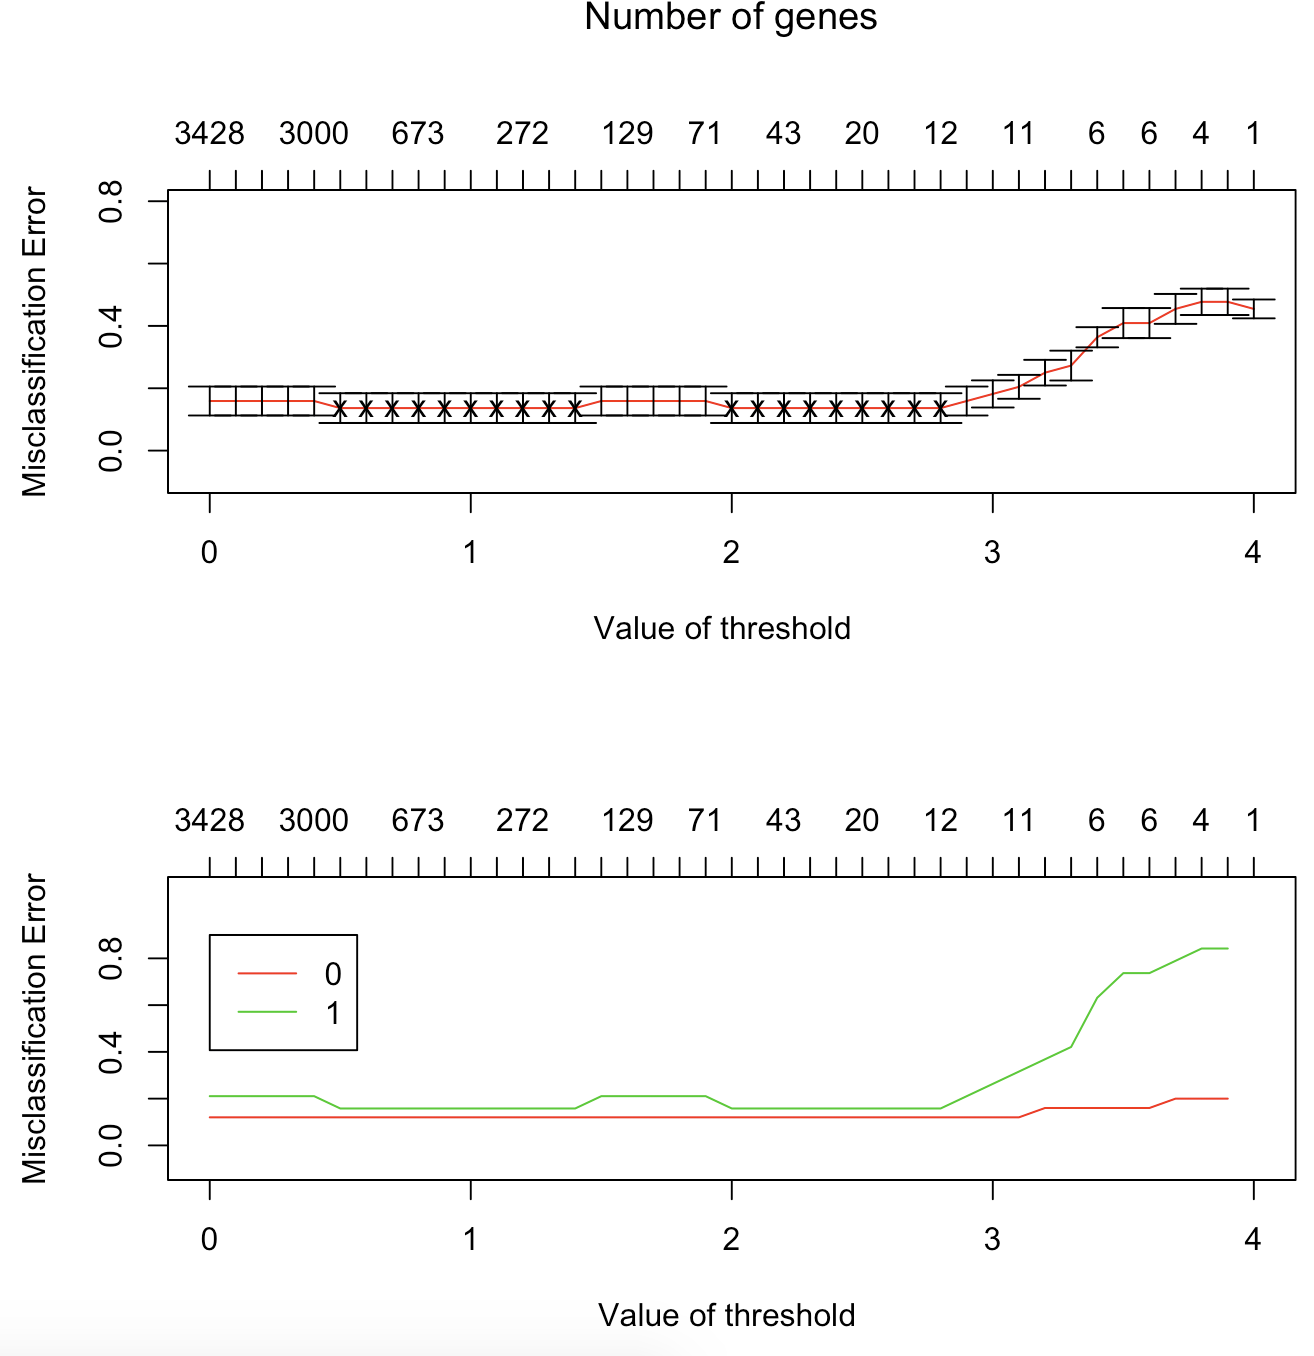 Number of genes
3428 3000 673 272 129 71 43 20 12 11 6 6 4 1
Misclassification Error
0.8
0.4
0.0
0 1 2 3 4
Value of threshold
3428 3000 673 272 129 71 43 20 12 11 6 6 4 1
Misclassification Error
0.8
0.4
0.0
0
1
0 1 2 3 4
Value of threshold